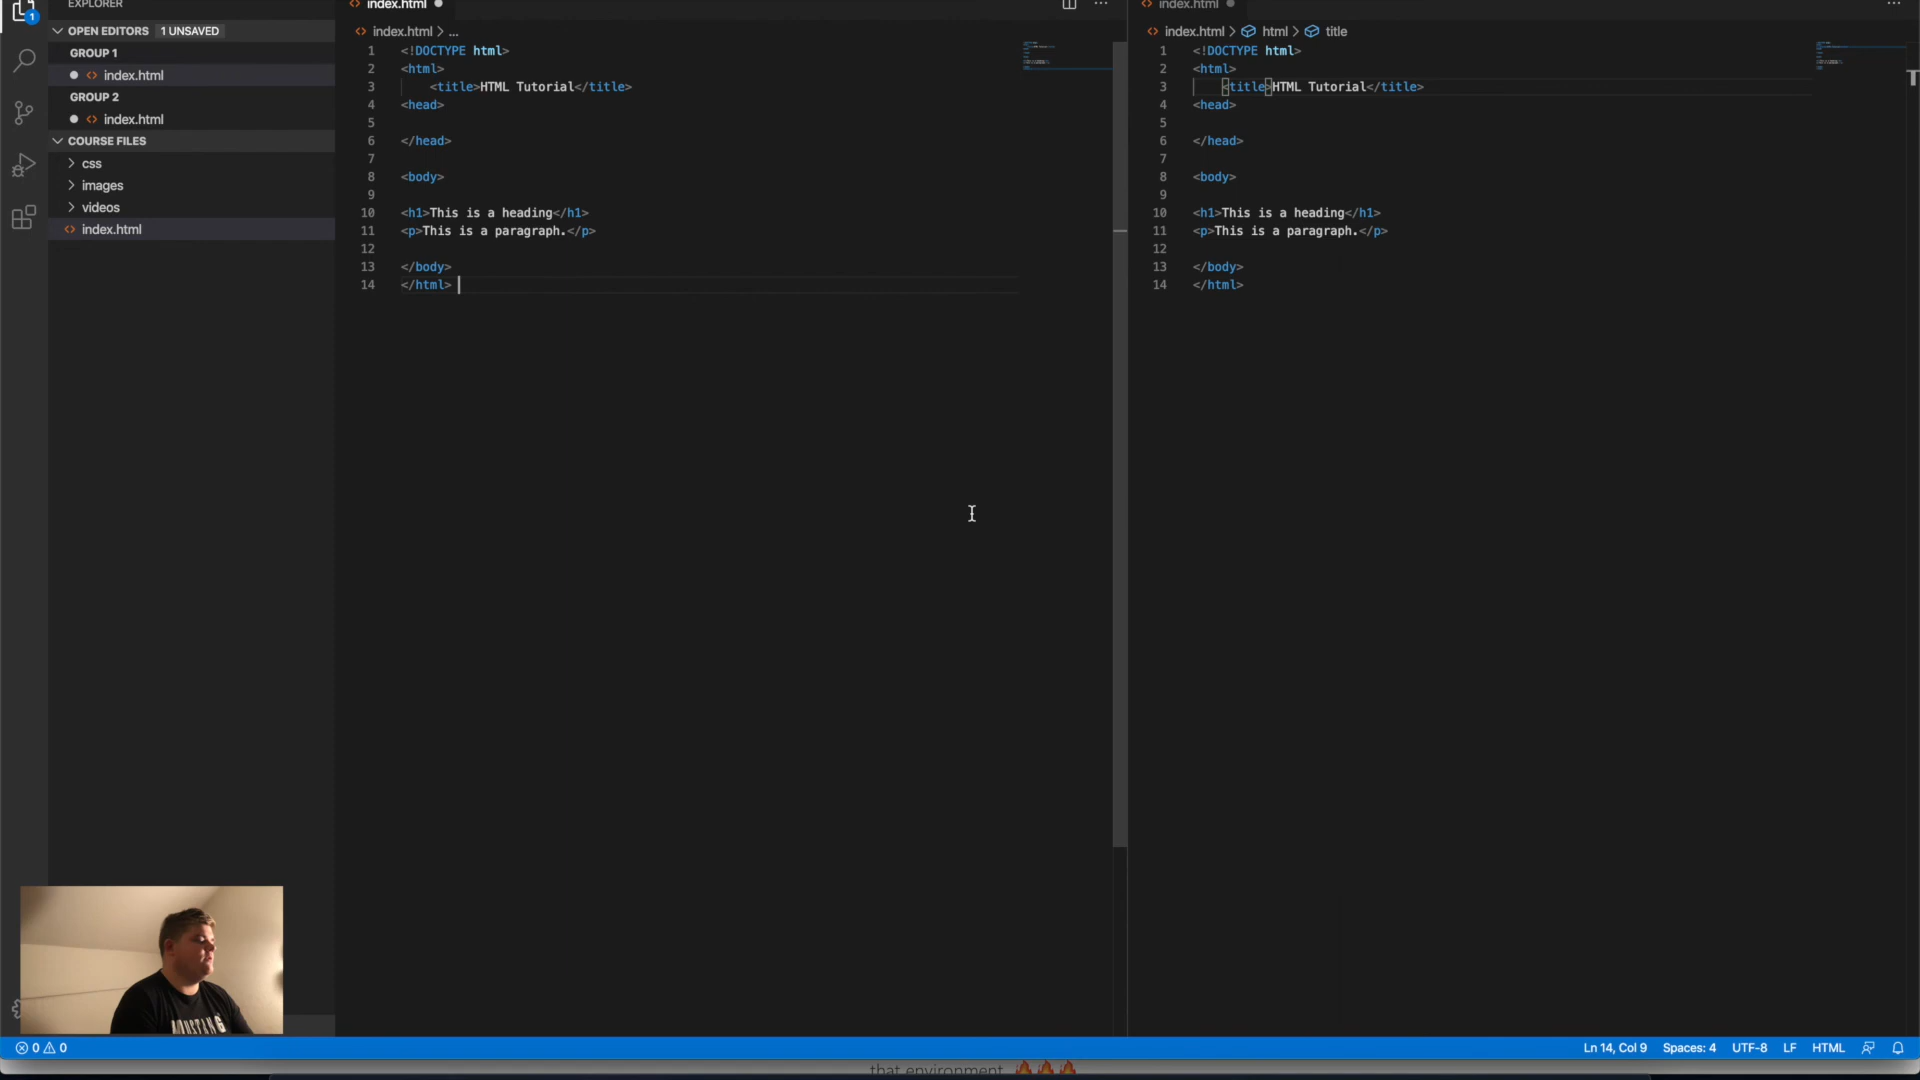 EXPLORER
OPEN EDITORS 1 UNSAVED
GROUP 1
index.html
GROUP 2
index.html
COURSE FILES
css
images
videos
index.html
1
index.html
index.html > ...
1 <!DOCTYPE html>
2 <html>
3 <title>HTML Tutorial</title>
4 <head>
5
6 </head>
7
8 <body>
9
10 <h1>This is a heading</h1>
11 <p>This is a paragraph.</p>
12
13 </body>
14 </html>
index.html
index.html > html > title
1 <!DOCTYPE html>
2 <html>
3 <title>HTML Tutorial</title>
4 <head>
5
6 </head>
7
8 <body>
9
10 <h1>This is a heading</h1>
11 <p>This is a paragraph.</p>
12
13 </body>
14 </html>
0 0
Ln 14, Col 9 Spaces: 4 UTF-8 LF HTML
that environment